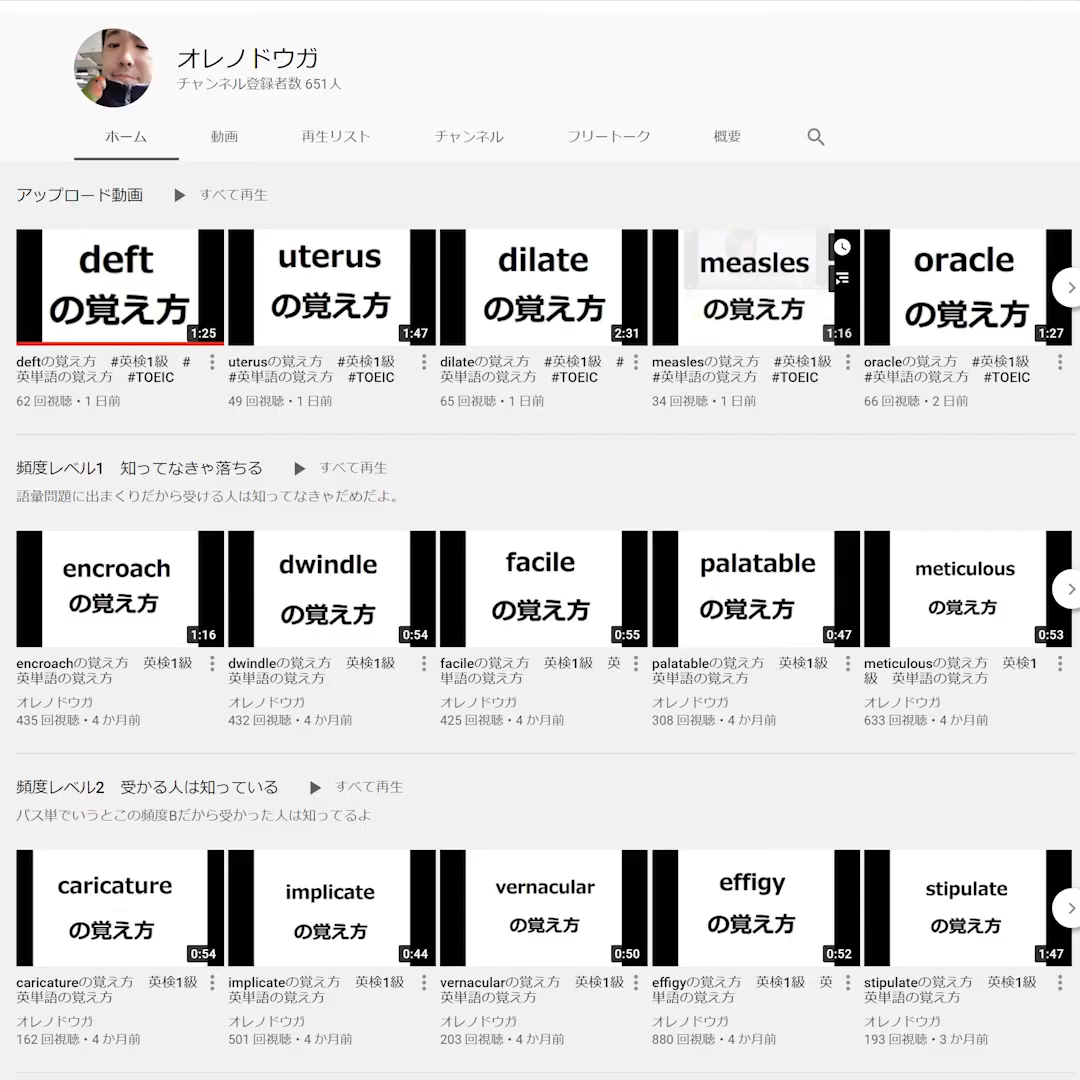 オレノドウガ
チャンネル登録者数 651人
ホーム 動画 再生リスト チャンネル フリートーク 概要
アップロード動画 すべて再生
deft
の覚え方
1:25
uterus
の覚え方
1:47
dilate
の覚え方
2:31
measles
の覚え方
1:16
oracle
の覚え方
1:27
deftの覚え方 #英検1級 #
英単語の覚え方 #TOEIC
62 回視聴・1 日前
uterusの覚え方 #英検1級
#英単語の覚え方 #TOEIC
49 回視聴・1 日前
dilateの覚え方 #英検1級 #
英単語の覚え方 #TOEIC
65 回視聴・1 日前
measlesの覚え方 #英検1級
#英単語の覚え方 #TOEIC
34 回視聴・1 日前
oracleの覚え方 #英検1級
#英単語の覚え方 #TOEIC
66 回視聴・2 日前
頻度レベル1 知ってなきゃ落ちる すべて再生
語彙問題に出まくりだから受ける人は知ってなきゃだめだよ。
encroach
の覚え方
1:16
dwindle
の覚え方
0:54
facile
の覚え方
0:55
palatable
の覚え方
0:47
meticulous
の覚え方
0:53
encroachの覚え方 英検1級
英単語の覚え方
オレノドウガ
435 回視聴・4 か月前
dwindleの覚え方 英検1級
英単語の覚え方
オレノドウガ
432 回視聴・4 か月前
facileの覚え方 英検1級 英
単語の覚え方
オレノドウガ
425 回視聴・4 か月前
palatableの覚え方 英検1級
英単語の覚え方
オレノドウガ
308 回視聴・4 か月前
meticulousの覚え方 英検1
級 英単語の覚え方
オレノドウガ
633 回視聴・4 か月前
頻度レベル2 受かる人は知っている すべて再生
パス単でいうとこの頻度Bだから受かった人は知ってるよ
caricature
の覚え方
0:54
implicate
の覚え方
0:44
vernacular
の覚え方
0:50
effigy
の覚え方
0:52
stipulate
の覚え方
1:47
caricatureの覚え方 英検1級
英単語の覚え方
オレノドウガ
162 回視聴・4 か月前
implicateの覚え方 英検1級
英単語の覚え方
オレノドウガ
501 回視聴・4 か月前
vernacularの覚え方 英検1級
英単語の覚え方
オレノドウガ
203 回視聴・4 か月前
effigyの覚え方 英検1級 英
単語の覚え方
オレノドウガ
880 回視聴・4 か月前
stipulateの覚え方 英検1級
英単語の覚え方
オレノドウガ
193 回視聴・3 か月前